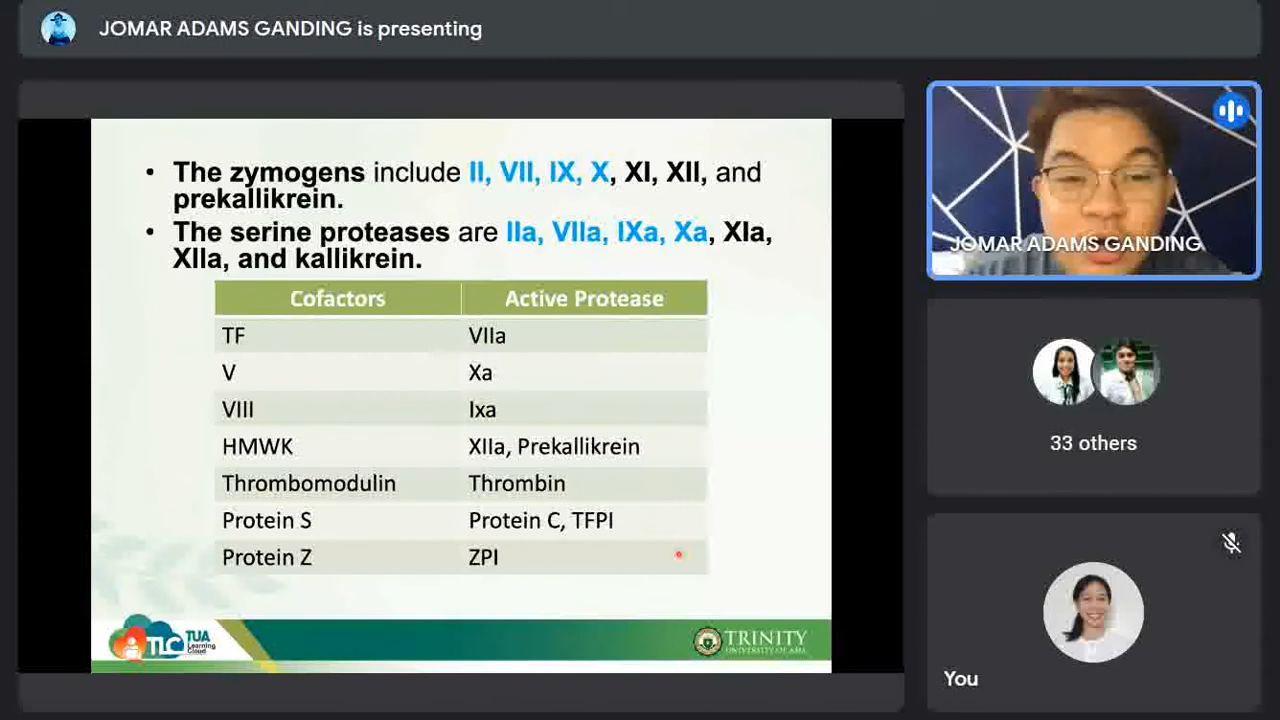 JOMAR ADAMS GANDING is presenting
• The zymogens include II, VII, IX, X, XI, XII, and
prekallikrein.
• The serine proteases are IIa, VIIa, IXa, Xa, XIa,
XIIa, and kallikrein.
Cofactors Active Protease
TF VIIa
V Xa
VIII Ixa
HMWK XIIa, Prekallikrein
Thrombomodulin Thrombin
Protein S Protein C, TFPI
Protein Z ZPI
TLC TUA
Learning
Cloud
TRINITY
UNIVERSITY OF ASIA
JOMAR ADAMS GANDING
33 others
You